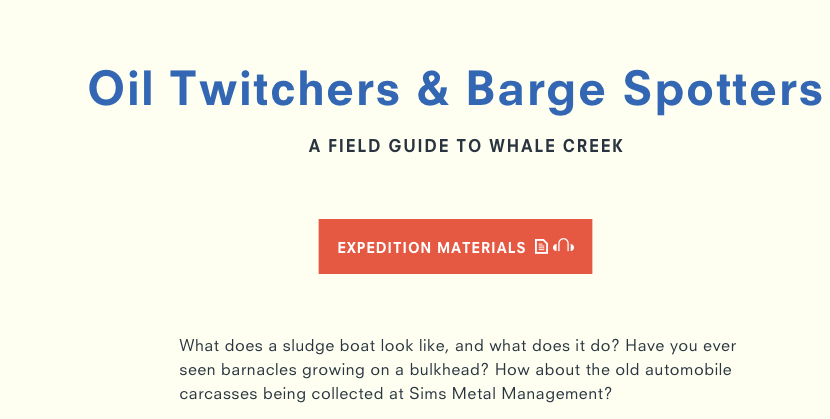 Oil Twitchers & Barge Spotters
A FIELD GUIDE TO WHALE CREEK
EXPEDITION MATERIALS
What does a sludge boat look like, and what does it do? Have you ever
seen barnacles growing on a bulkhead? How about the old automobile
carcasses being collected at Sims Metal Management?